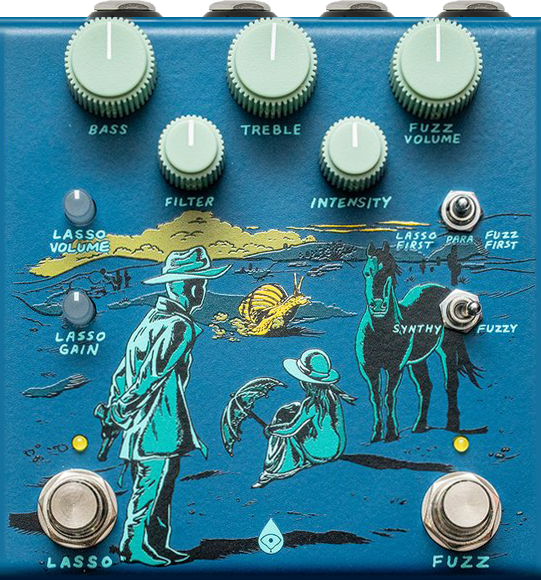 BASS
TREBLE
FUZZ
VOLUME
FILTER
INTENSITY
LASSO
VOLUME
LASSO
FIRST
PARA
FUZZ
FIRST
LASSO
GAIN
SYNTHY
FUZZY
LASSO
FUZZ